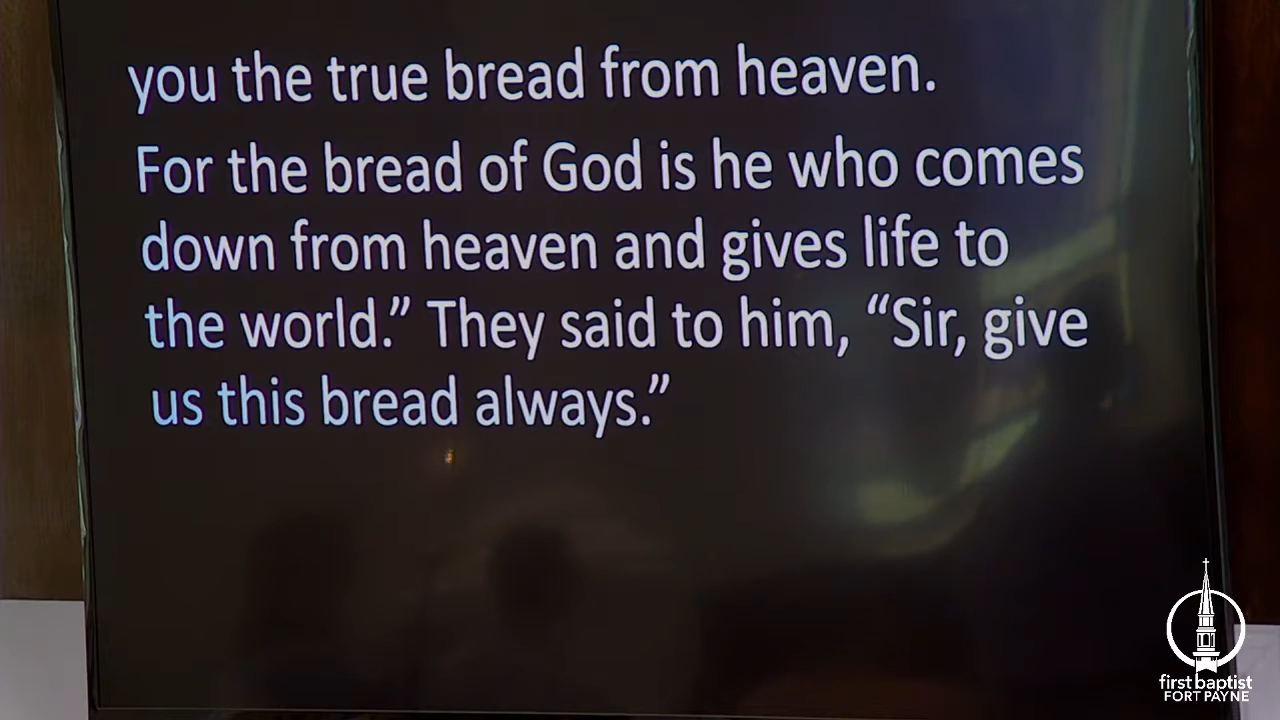 you the true bread from heaven.
For the bread of God is he who comes
down from heaven and gives life to
the world.” They said to him, “Sir, give
us this bread always.”
first baptist
FORT PAYNE